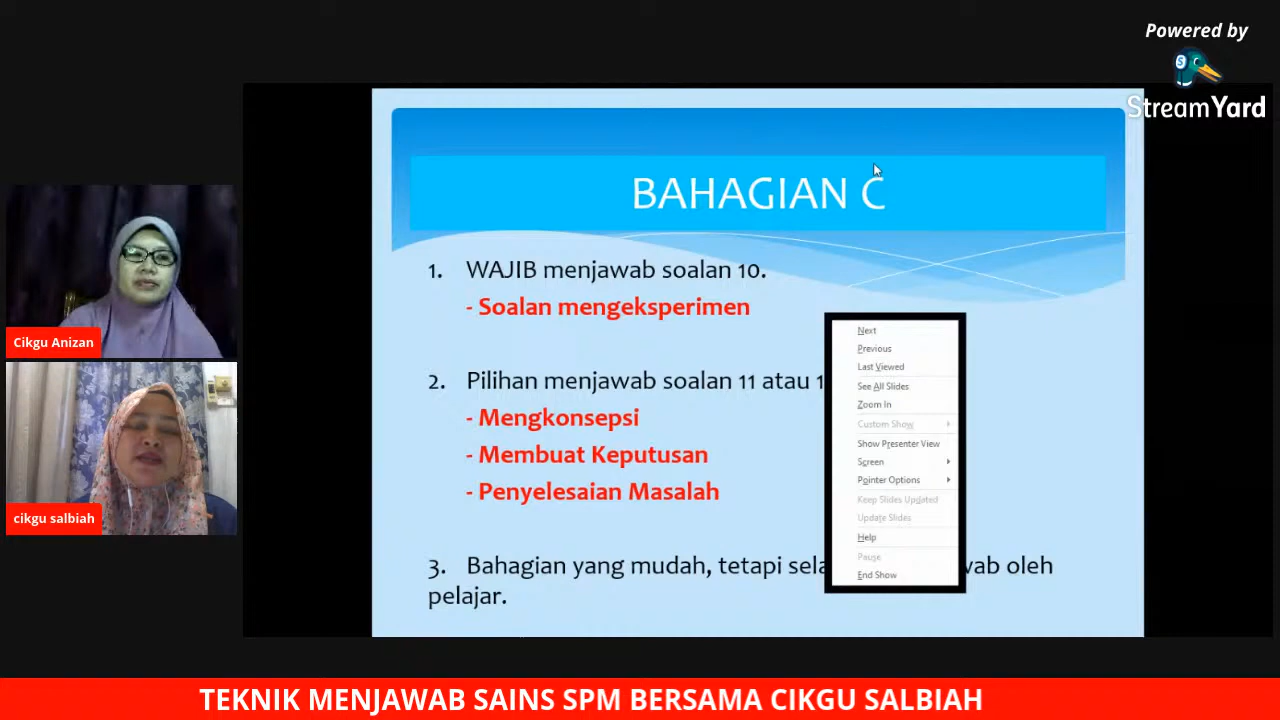 Powered by
StreamYard
BAHAGIAN C
1. WAJIB menjawab soalan 10.
- Soalan mengeksperimen
2. Pilihan menjawab soalan 11 atau 1
- Mengkonsepsi
- Membuat Keputusan
- Penyelesaian Masalah
3. Bahagian yang mudah, tetapi oleh
pelajar.
Next
Previous
Last Viewed
See All Slides
Zoom In
Custom Show
Show Presenter View
Screen
Pointer Options
Keep Slides Updated
Update Slides
Help
Pause
End Show
Cikgu Anizan
cikgu salbiah
TEKNIK MENJAWAB SAINS SPM BERSAMA CIKGU SALBIAH